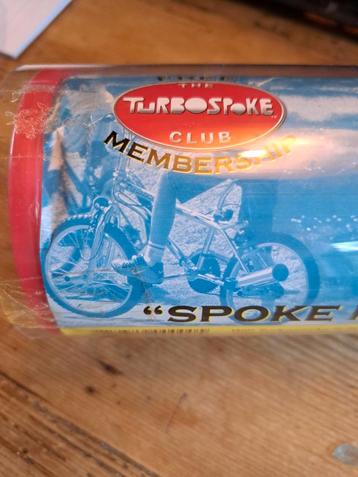 THE
TURBOSPOKE
CLUB
MEMBERSHIP
"SPOKE